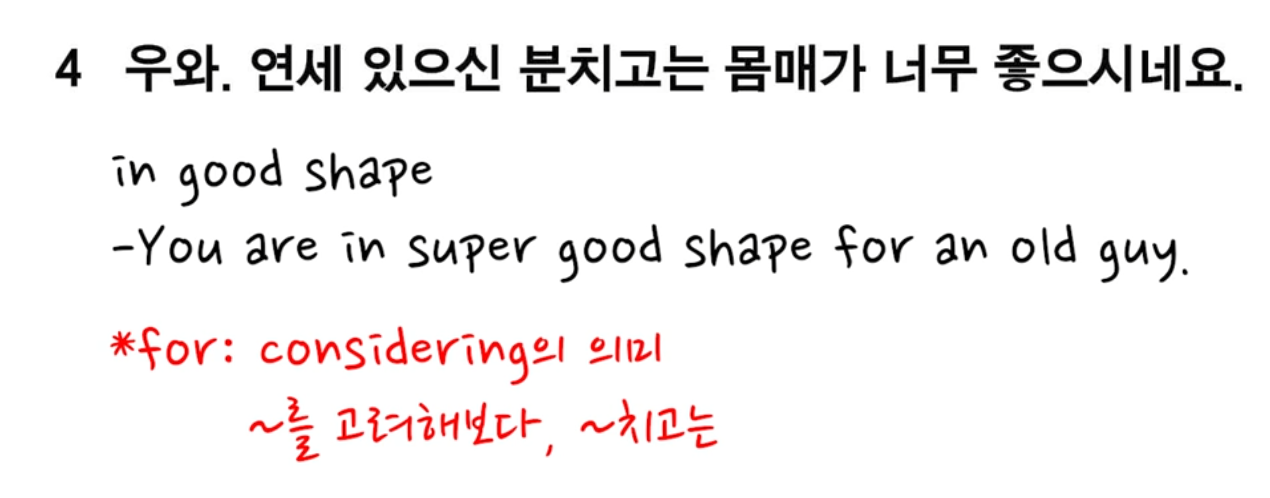 4 우와. 연세 있으신 분치고는 몸매가 너무 좋으시네요.
in good shape
-You are in super good shape for an old guy.
*for: considering의 의미
~를 고려해보다, ~치고는